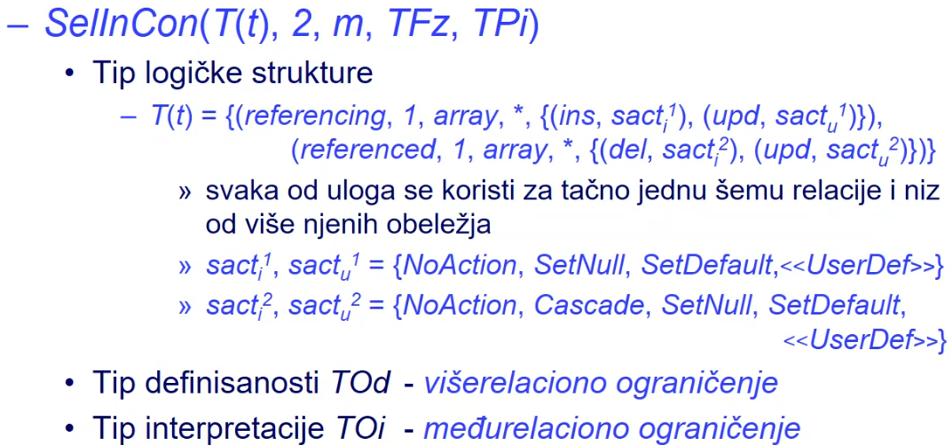 – SelInCon(T(t), 2, m, TFz, TPi)
• Tip logičke strukture
– T(t) = {(referencing, 1, array, *, {(ins, sactᵢ¹), (upd, sactᵤ¹)}),
(referenced, 1, array, *, {(del, sactᵢ²), (upd, sactᵤ²)})}
» svaka od uloga se koristi za tačno jednu šemu relacije i niz
od više njenih obeležja
» sactᵢ¹, sactᵤ¹ = {NoAction, SetNull, SetDefault,<<UserDef>>}
» sactᵢ², sactᵤ² = {NoAction, Cascade, SetNull, SetDefault,
<<UserDef>>}
• Tip definisanosti TOd - višerelaciono ograničenje
• Tip interpretacije TOi - međurelaciono ograničenje